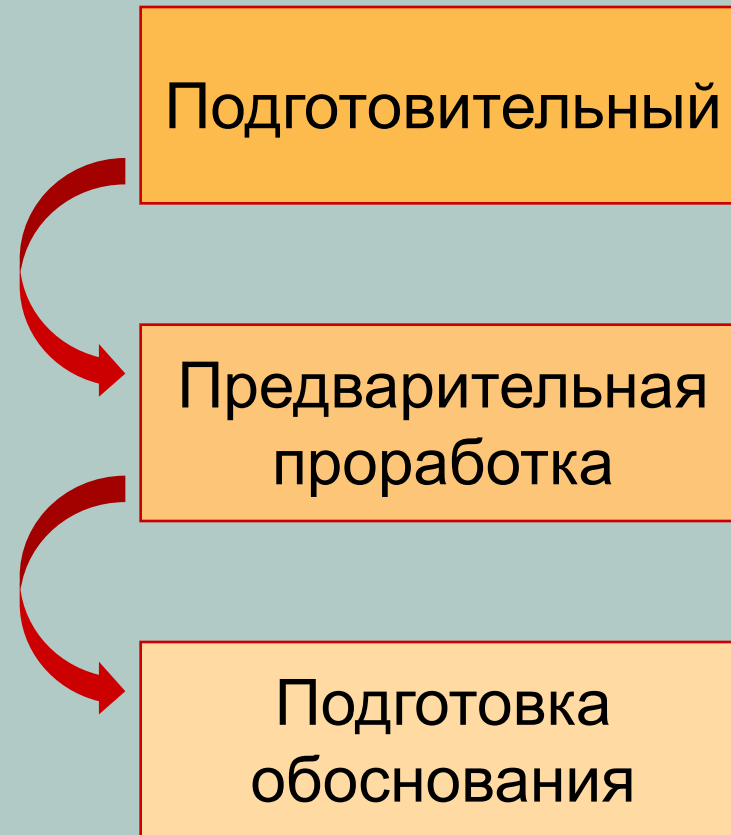 Подготовительный
Предварительная
проработка
Подготовка
обоснования